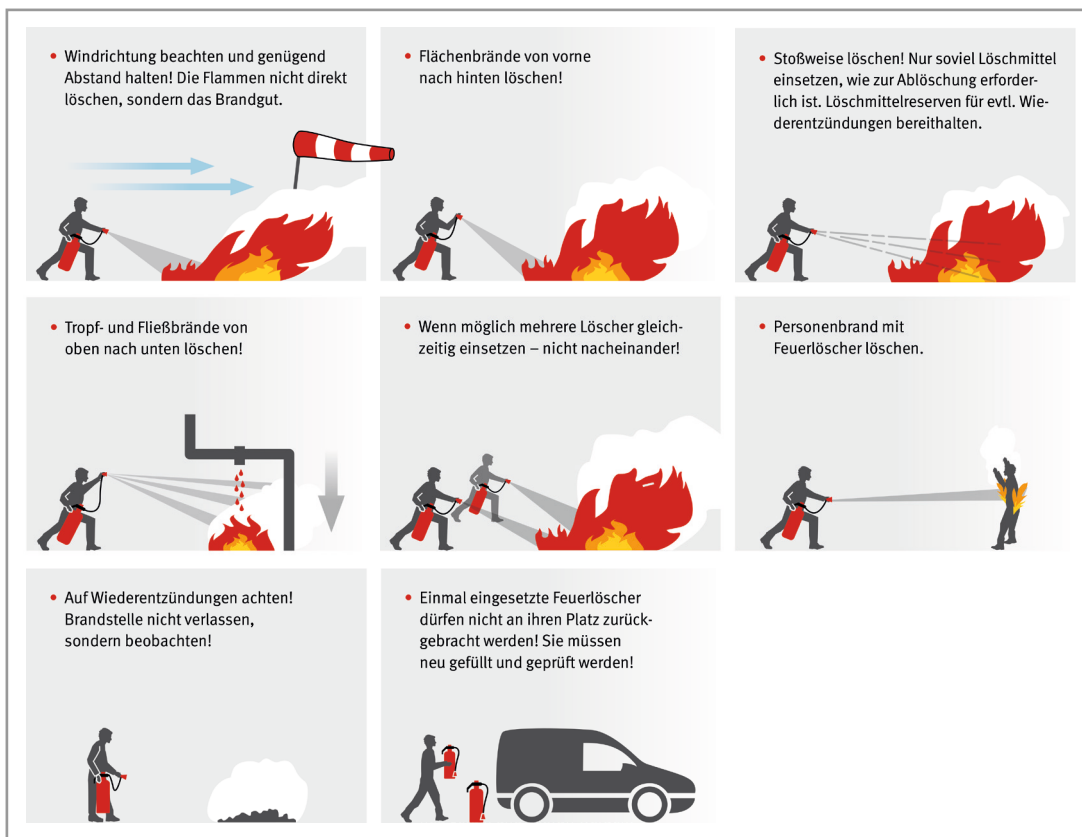 • Windrichtung beachten und genügend
Abstand halten! Die Flammen nicht direkt
löschen, sondern das Brandgut.
• Flächenbrände von vorne
nach hinten löschen!
• Stoßweise löschen! Nur soviel Löschmittel
einsetzen, wie zur Ablöschung erforder-
lich ist. Löschmittelreserven für evtl. Wie-
derentzündungen bereithalten.
• Tropf- und Fließbrände von
oben nach unten löschen!
• Wenn möglich mehrere Löscher gleich-
zeitig einsetzen – nicht nacheinander!
• Personenbrand mit
Feuerlöscher löschen.
• Auf Wiederentzündungen achten!
Brandstelle nicht verlassen,
sondern beobachten!
• Einmal eingesetzte Feuerlöscher
dürfen nicht an ihren Platz zurück-
gebracht werden! Sie müssen
neu gefüllt und geprüft werden!